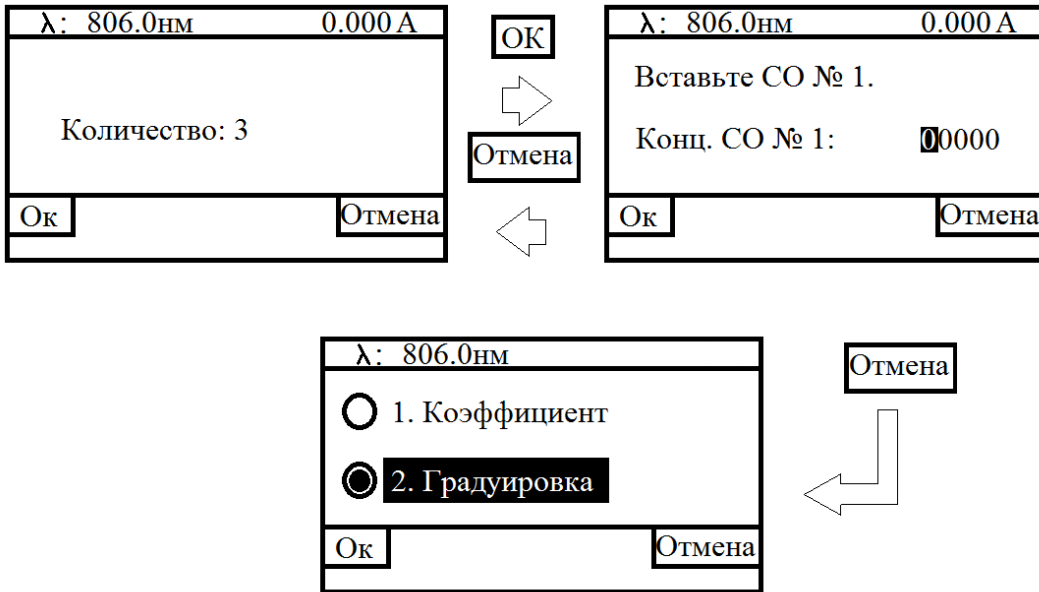 λ: 806.0нм 0.000 А
Количество: 3
Ок Отмена
ОК
Отмена
λ: 806.0нм 0.000 А
Вставьте СО № 1.
Конц. СО № 1: 00000
Ок Отмена
λ: 806.0нм
1. Коэффициент
2. Градуировка
Ок Отмена
Отмена